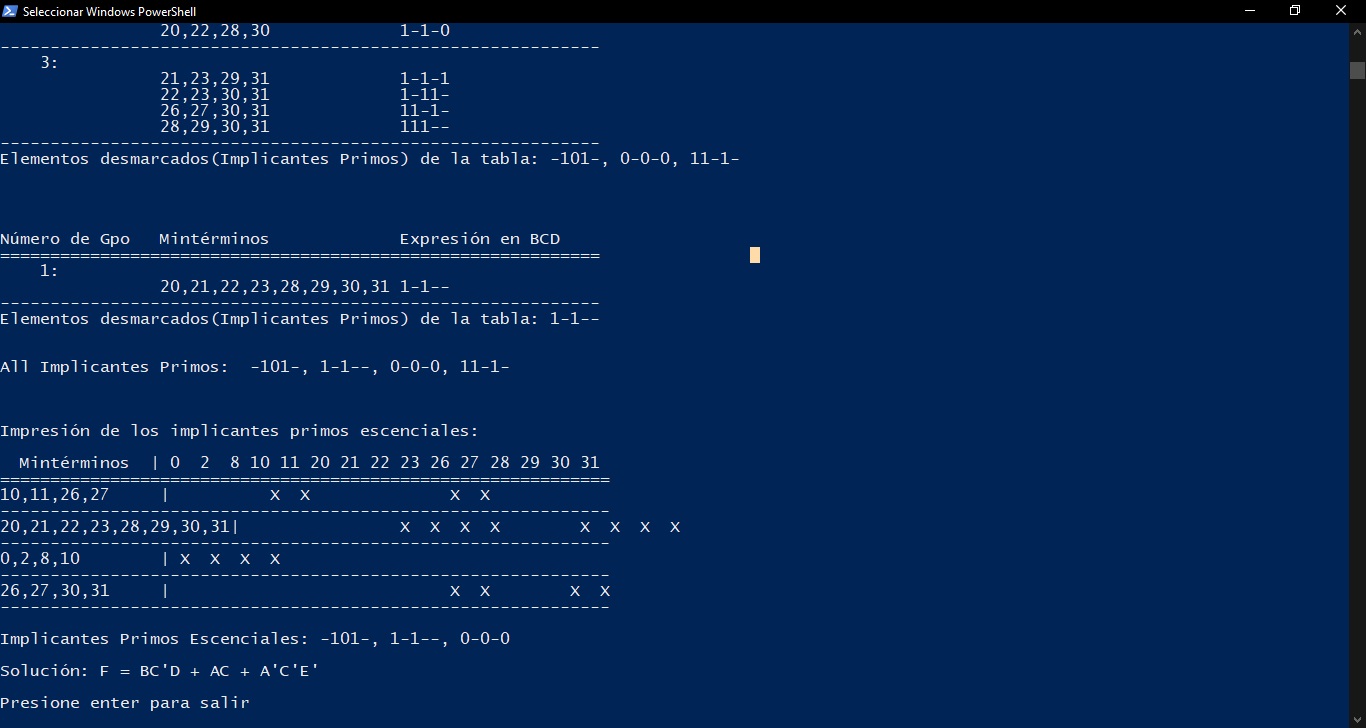 Seleccionar Windows PowerShell
20,22,28,30 1-1-0
------------------------------------------------------------
3:
21,23,29,31 1-1-1
22,23,30,31 1-11-
26,27,30,31 11-1-
28,29,30,31 111--
------------------------------------------------------------
Elementos desmarcados(Implicantes Primos) de la tabla: -101-, 0-0-0, 11-1-
Número de Gpo Mintérminos Expresión en BCD
============================================================
1:
20,21,22,23,28,29,30,31 1-1--
------------------------------------------------------------
Elementos desmarcados(Implicantes Primos) de la tabla: 1-1--
All Implicantes Primos: -101-, 1-1--, 0-0-0, 11-1-
Impresión de los implicantes primos escenciales:
Mintérminos | 0 2 8 10 11 20 21 22 23 26 27 28 29 30 31
=============================================================
10,11,26,27 | X X X X
-------------------------------------------------------------
20,21,22,23,28,29,30,31| X X X X X X X X
-------------------------------------------------------------
0,2,8,10 | X X X X
-------------------------------------------------------------
26,27,30,31 | X X X X
-------------------------------------------------------------
Implicantes Primos Escenciales: -101-, 1-1--, 0-0-0
Solución: F = BC'D + AC + A'C'E'
Presione enter para salir